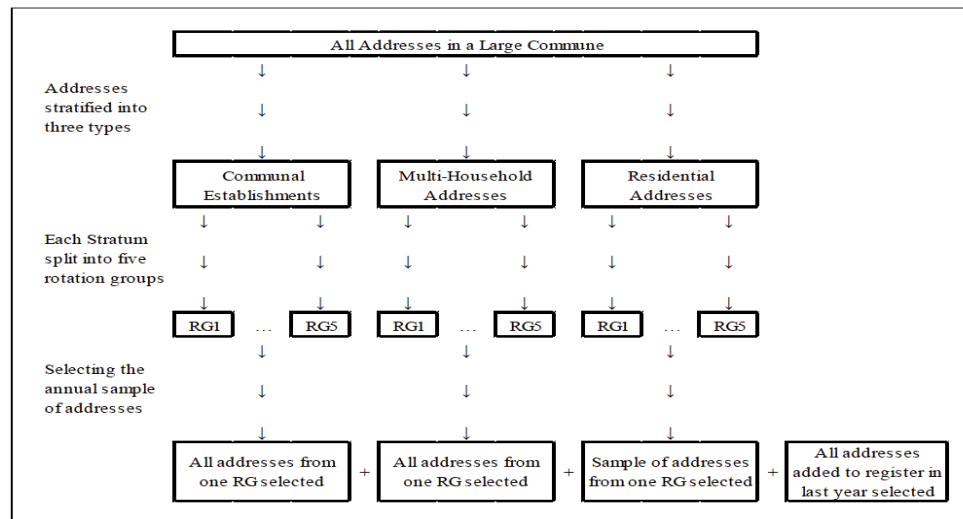 All Addresses in a Large Commune
Addresses
stratified into
three types
Communal
Establishments
Multi-Household
Addresses
Residential
Addresses
Each Stratum
split into five
rotation groups
RG1 … RG5 RG1 … RG5 RG1 … RG5
Selecting the
annual sample
of addresses
All addresses from
one RG selected
+
All addresses from
one RG selected
+
Sample of addresses
from one RG selected
+
All addresses
added to register in
last year selected